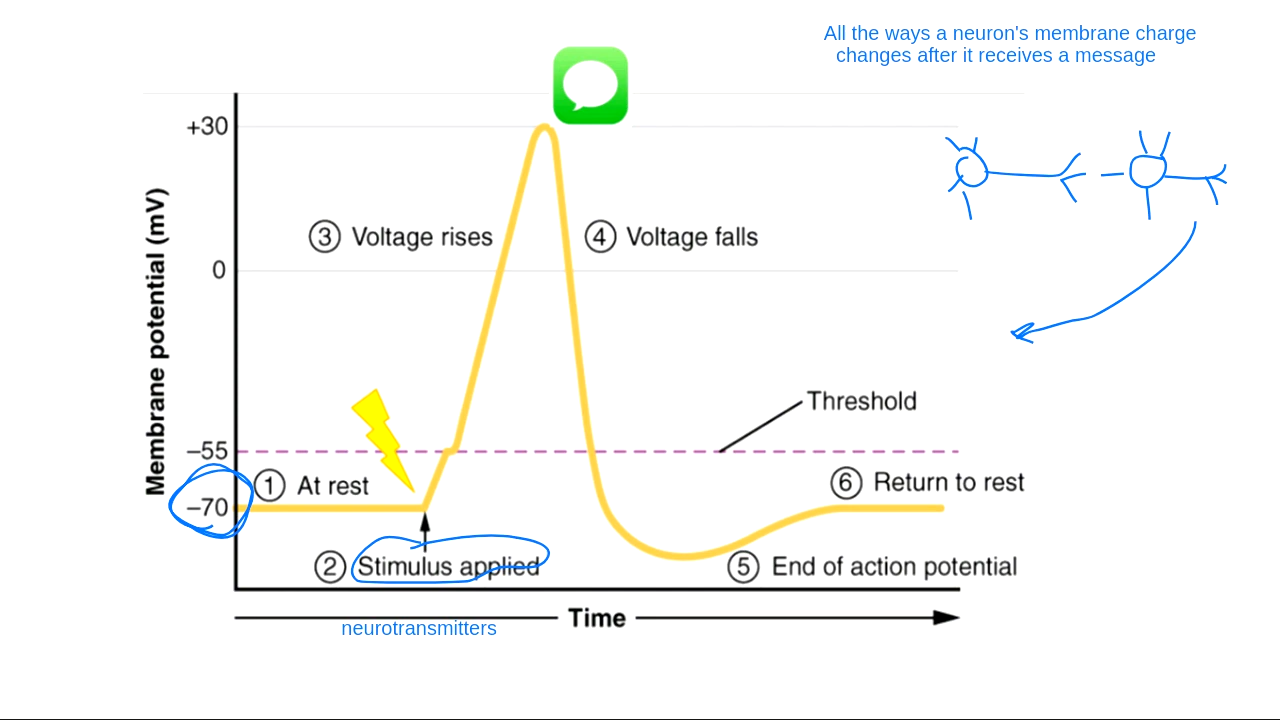 All the ways a neuron's membrane charge
changes after it receives a message
Membrane potential (mV)
+30
③ Voltage rises
④ Voltage falls
0
Threshold
–55
① At rest
⑥ Return to rest
–70
② Stimulus applied
⑤ End of action potential
Time
neurotransmitters